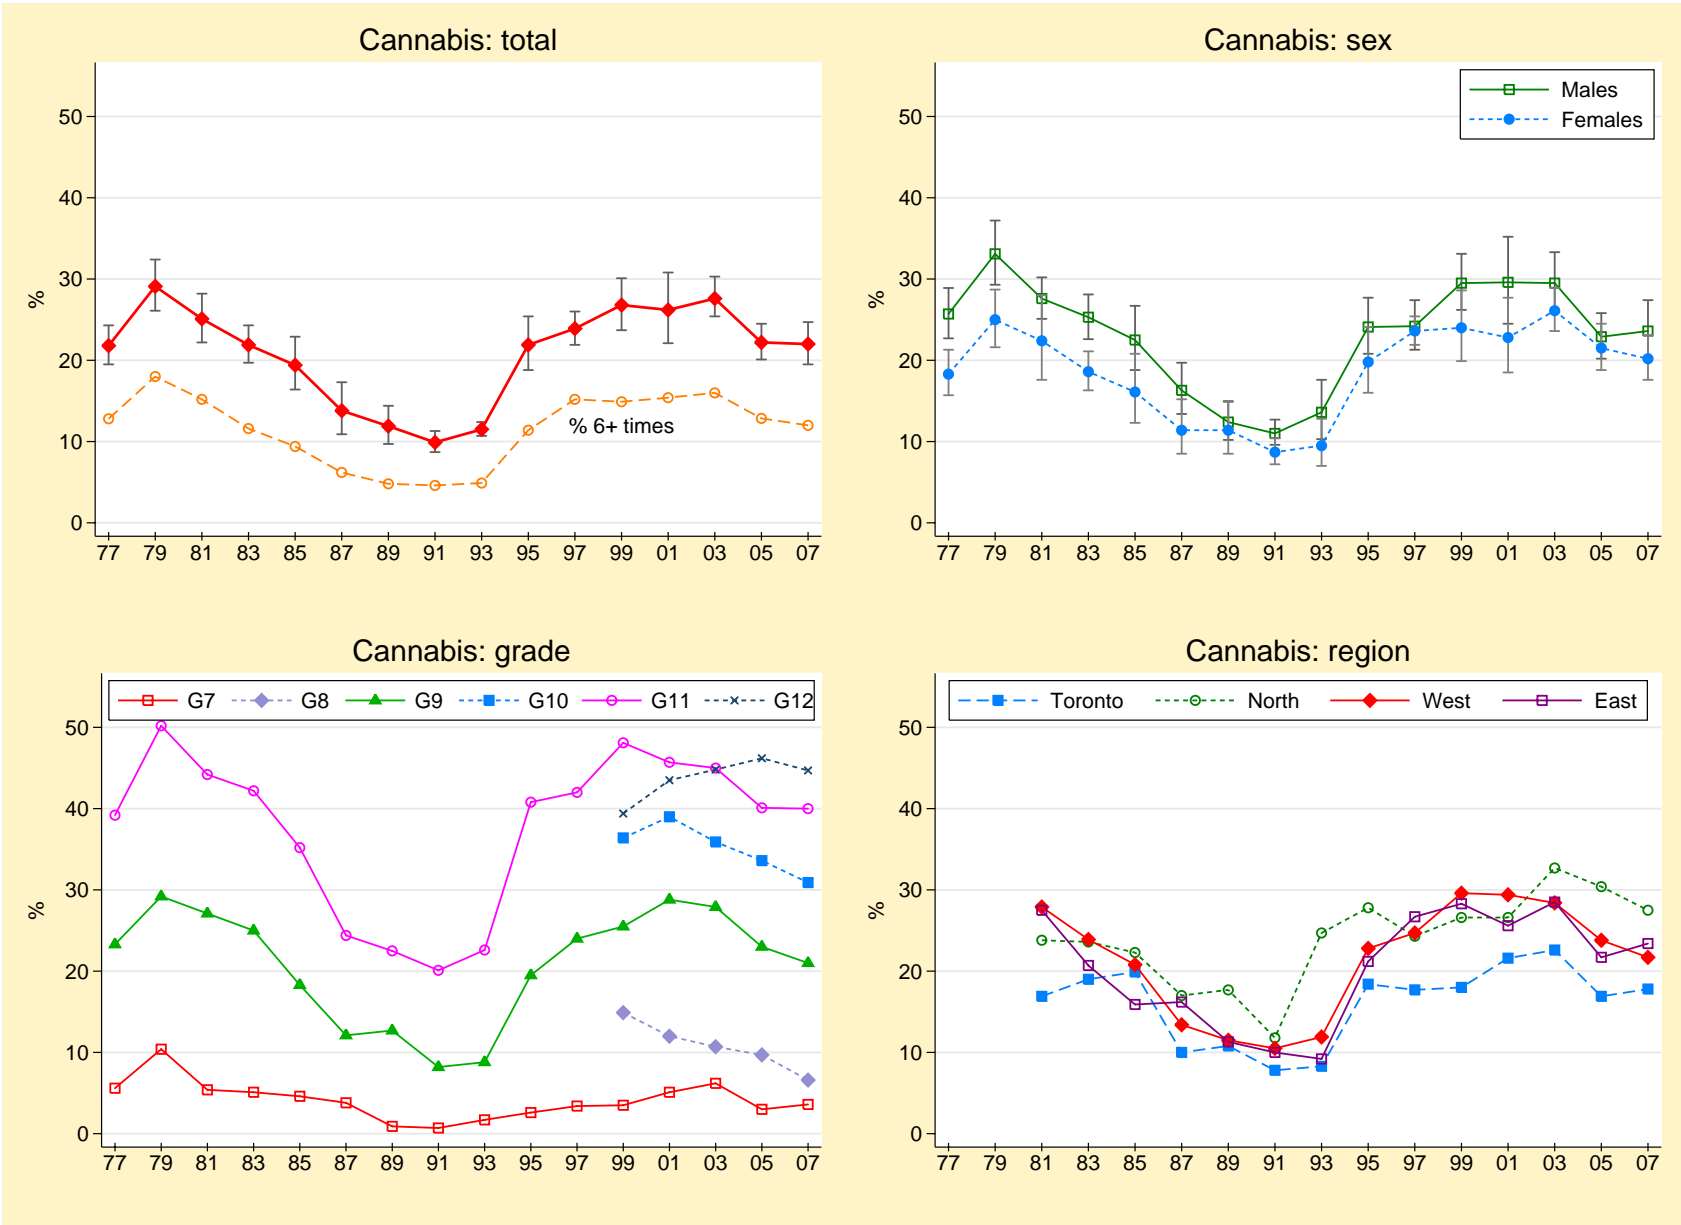 Cannabis: total
50
40
30
20
10
0
%
% 6+ times
77 79 81 83 85 87 89 91 93 95 97 99 01 03 05 07
Cannabis: sex
Males
Females
50
40
30
20
10
0
%
77 79 81 83 85 87 89 91 93 95 97 99 01 03 05 07
Cannabis: grade
G7 G8 G9 G10 G11 G12
50
40
30
20
10
0
%
77 79 81 83 85 87 89 91 93 95 97 99 01 03 05 07
Cannabis: region
Toronto North West East
50
40
30
20
10
0
%
77 79 81 83 85 87 89 91 93 95 97 99 01 03 05 07